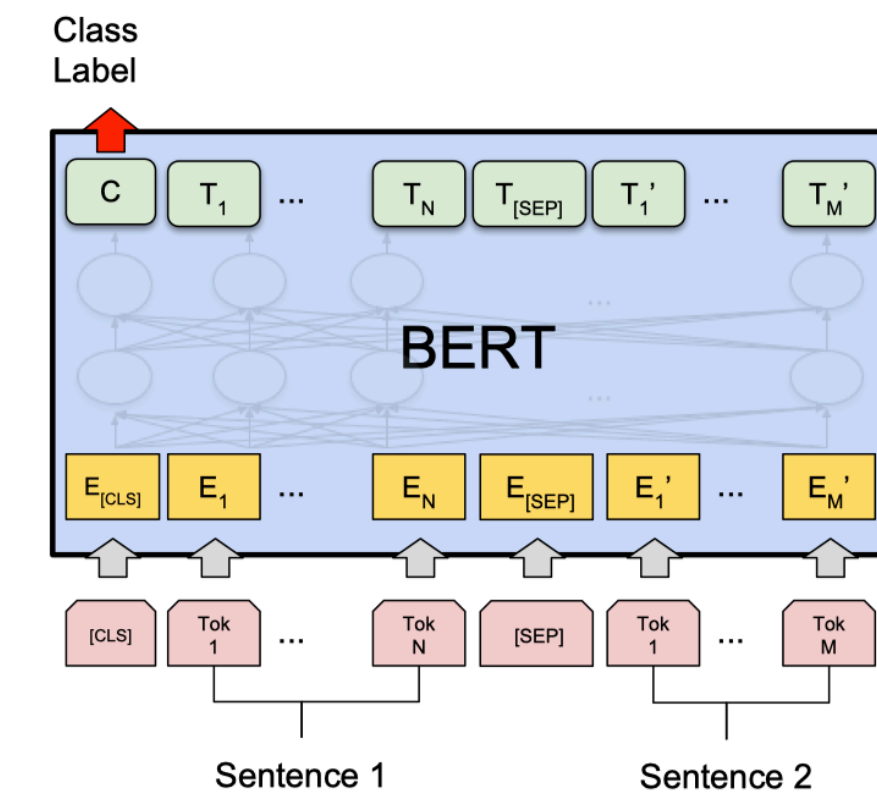 Class
Label
C T1 ... TN T[SEP] T1’ ... TM’
...
BERT
...
E[CLS] E1 ... EN E[SEP] E1’ ... EM’
[CLS] Tok 1 ... Tok N [SEP] Tok 1 ... Tok M
Sentence 1 Sentence 2